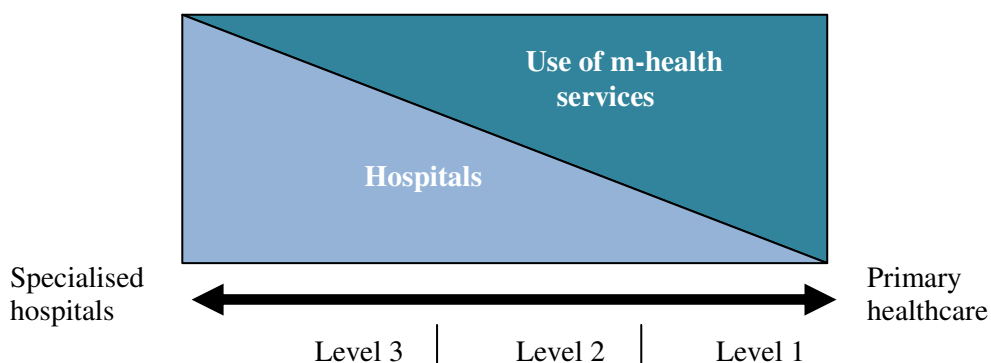 Use of m-health
services
Hospitals
Specialised
hospitals
Primary
healthcare
Level 3
Level 2
Level 1